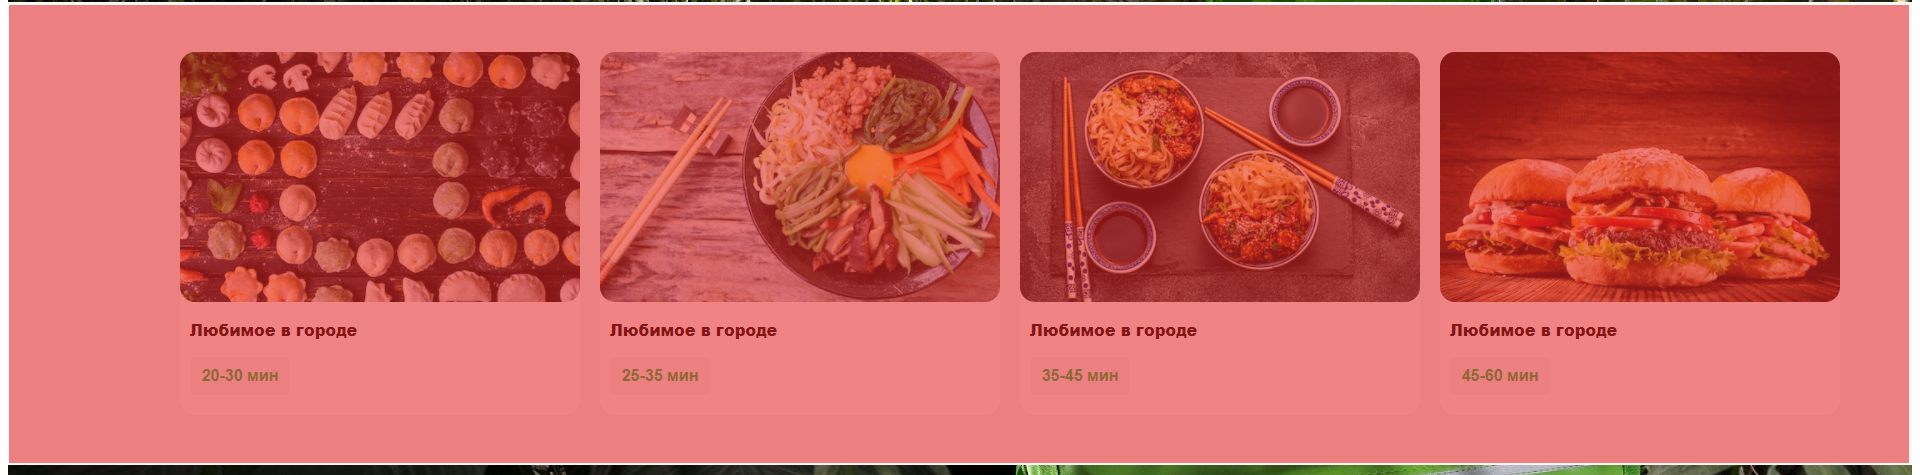 Любимое в городе
20-30 мин
Любимое в городе
25-35 мин
Любимое в городе
35-45 мин
Любимое в городе
45-60 мин